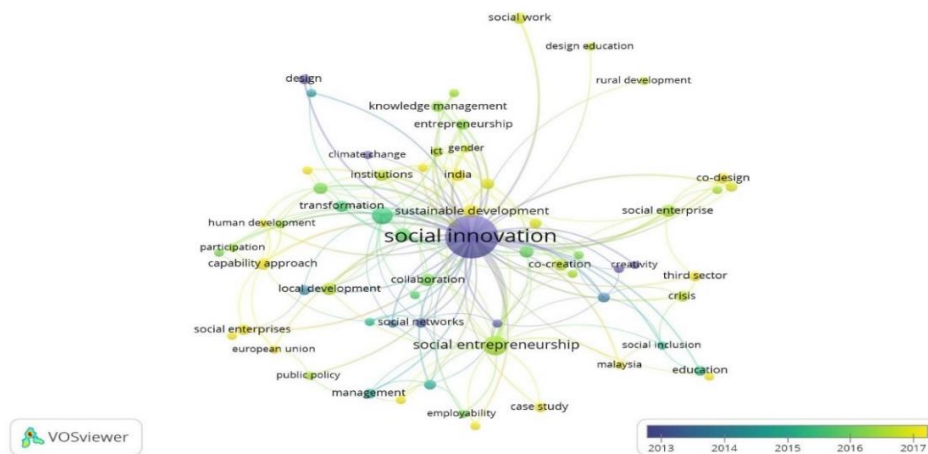 social work
design education
design
rural development
knowledge management
entrepreneurship
ict
gender
climate change
institutions
india
co-design
transformation
sustainable development
social enterprise
human development
social innovation
participation
capability approach
co-creation
creativity
collaboration
third sector
local development
crisis
social networks
social enterprises
social entrepreneurship
social inclusion
european union
malaysia
education
public policy
management
case study
employability
VOSviewer
2013 2014 2015 2016 2017